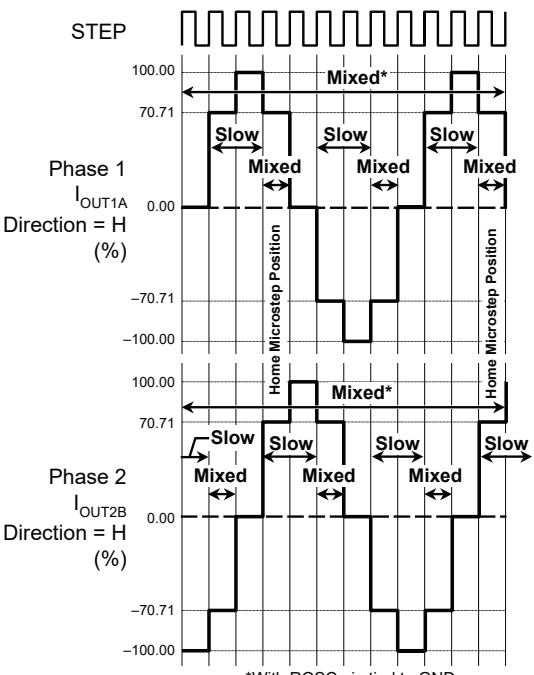 STEP
100.00
Mixed*
70.71
Slow
Slow
Slow
Mixed
Mixed
Mixed
Phase 1
IOUT1A
Direction = H
(%)
0.00
Home Microstep Position
Home Microstep Position
–70.71
–100.00
100.00
Mixed*
70.71
Slow
Slow
Slow
Slow
Mixed
Mixed
Mixed
Phase 2
IOUT2B
Direction = H
(%)
0.00
–70.71
–100.00